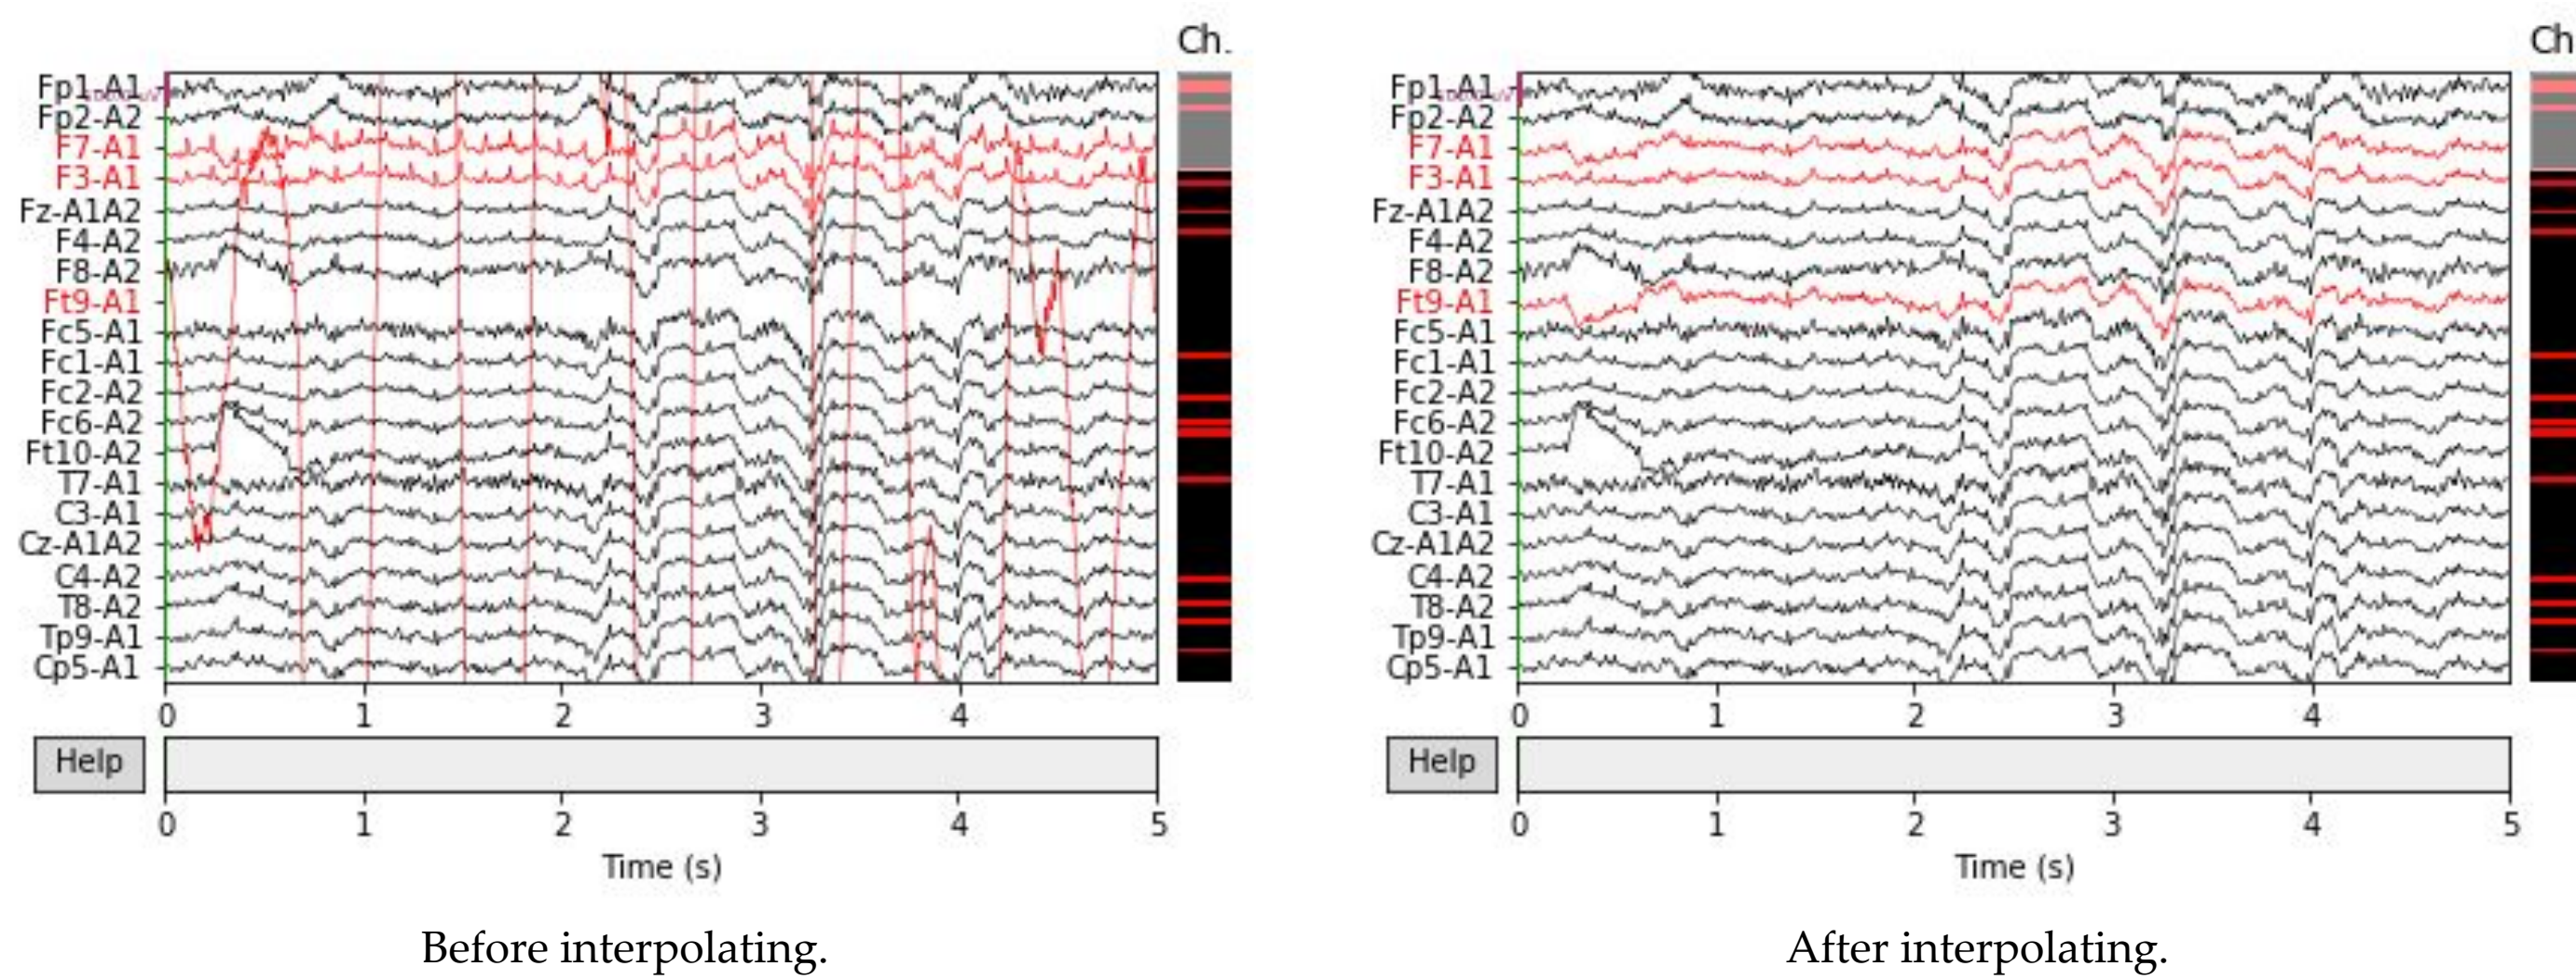 Ch.
Fp1-A1
Fp2-A2
F7-A1
F3-A1
Fz-A1A2
F4-A2
F8-A2
Ft9-A1
Fc5-A1
Fc1-A1
Fc2-A2
Fc6-A2
Ft10-A2
T7-A1
C3-A1
Cz-A1A2
C4-A2
T8-A2
Tp9-A1
Cp5-A1
0 1 2 3 4
Help
0 1 2 3 4 5
Time (s)
Before interpolating.
Ch
Fp1-A1
Fp2-A2
F7-A1
F3-A1
Fz-A1A2
F4-A2
F8-A2
Ft9-A1
Fc5-A1
Fc1-A1
Fc2-A2
Fc6-A2
Ft10-A2
T7-A1
C3-A1
Cz-A1A2
C4-A2
T8-A2
Tp9-A1
Cp5-A1
0 1 2 3 4
Help
0 1 2 3 4 5
Time (s)
After interpolating.